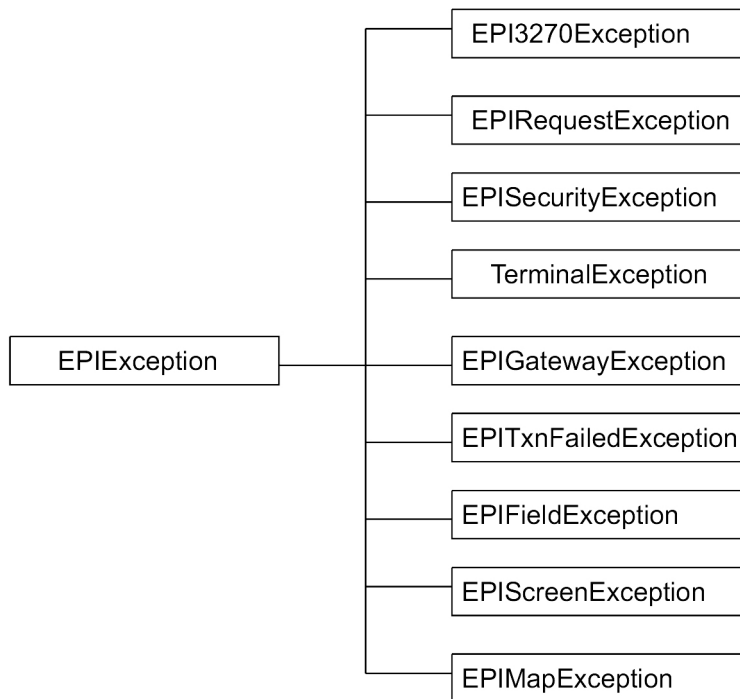 EPI3270Exception
EPIRequestException
EPISecurityException
TerminalException
EPIException
EPIGatewayException
EPITxnFailedException
EPIFieldException
EPIScreenException
EPIMapException